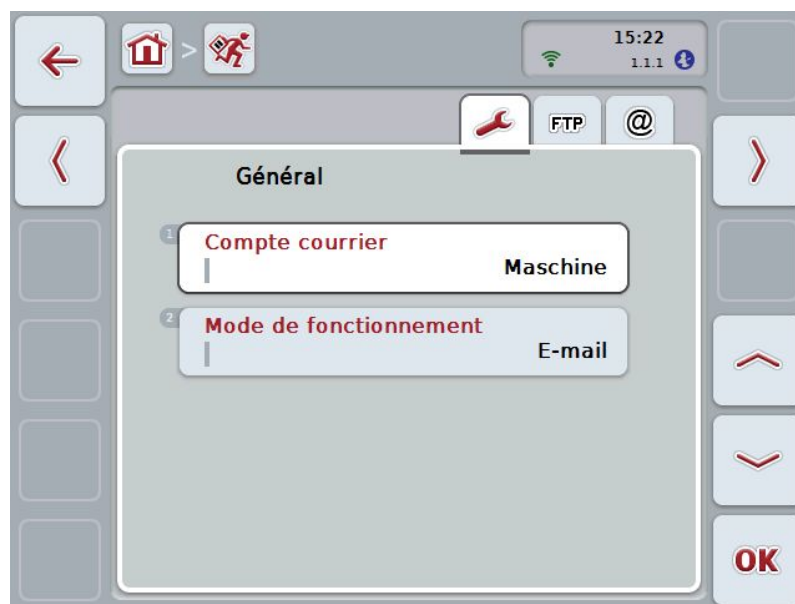 15:22
1.1.1
FTP @
Général
1
Compte courrier
Maschine
2
Mode de fonctionnement
E-mail
OK